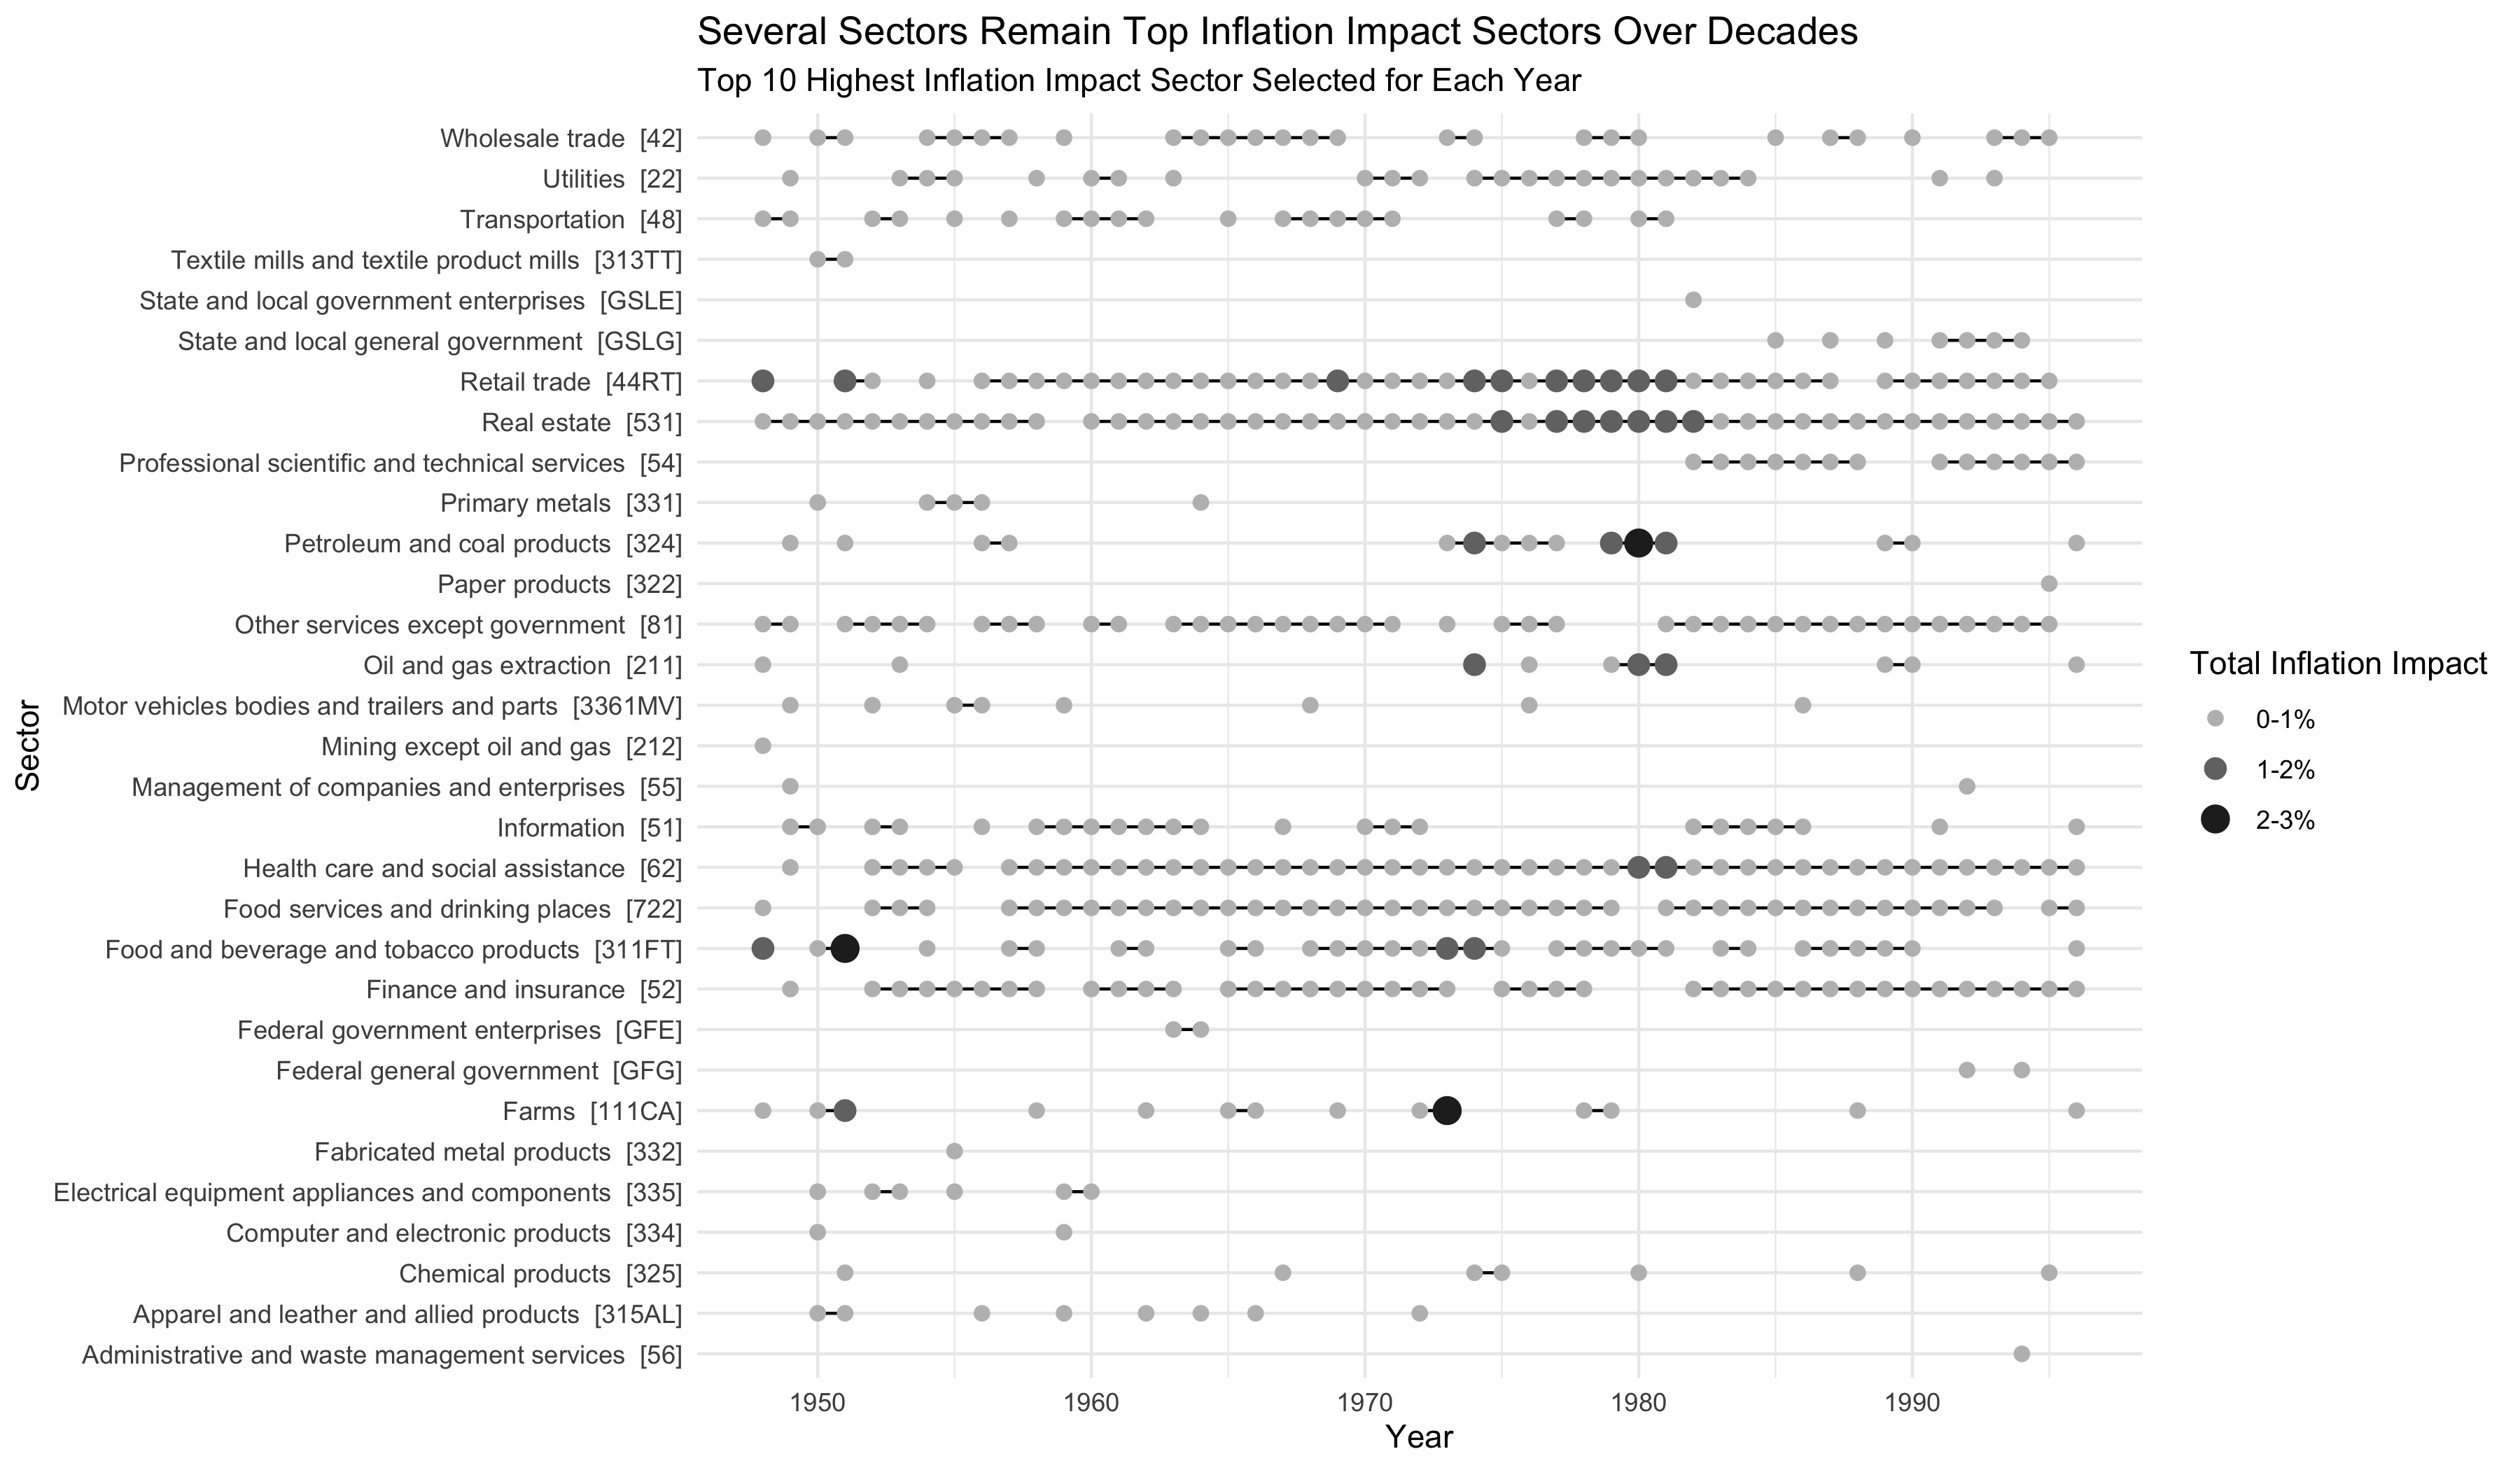 Several Sectors Remain Top Inflation Impact Sectors Over Decades
Top 10 Highest Inflation Impact Sector Selected for Each Year
Sector
Wholesale trade [42]
Utilities [22]
Transportation [48]
Textile mills and textile product mills [313TT]
State and local government enterprises [GSLE]
State and local general government [GSLG]
Retail trade [44RT]
Real estate [531]
Professional scientific and technical services [54]
Primary metals [331]
Petroleum and coal products [324]
Paper products [322]
Other services except government [81]
Oil and gas extraction [211]
Motor vehicles bodies and trailers and parts [3361MV]
Mining except oil and gas [212]
Management of companies and enterprises [55]
Information [51]
Health care and social assistance [62]
Food services and drinking places [722]
Food and beverage and tobacco products [311FT]
Finance and insurance [52]
Federal government enterprises [GFE]
Federal general government [GFG]
Farms [111CA]
Fabricated metal products [332]
Electrical equipment appliances and components [335]
Computer and electronic products [334]
Chemical products [325]
Apparel and leather and allied products [315AL]
Administrative and waste management services [56]
1950 1960 1970 1980 1990
Year
Total Inflation Impact
0-1%
1-2%
2-3%